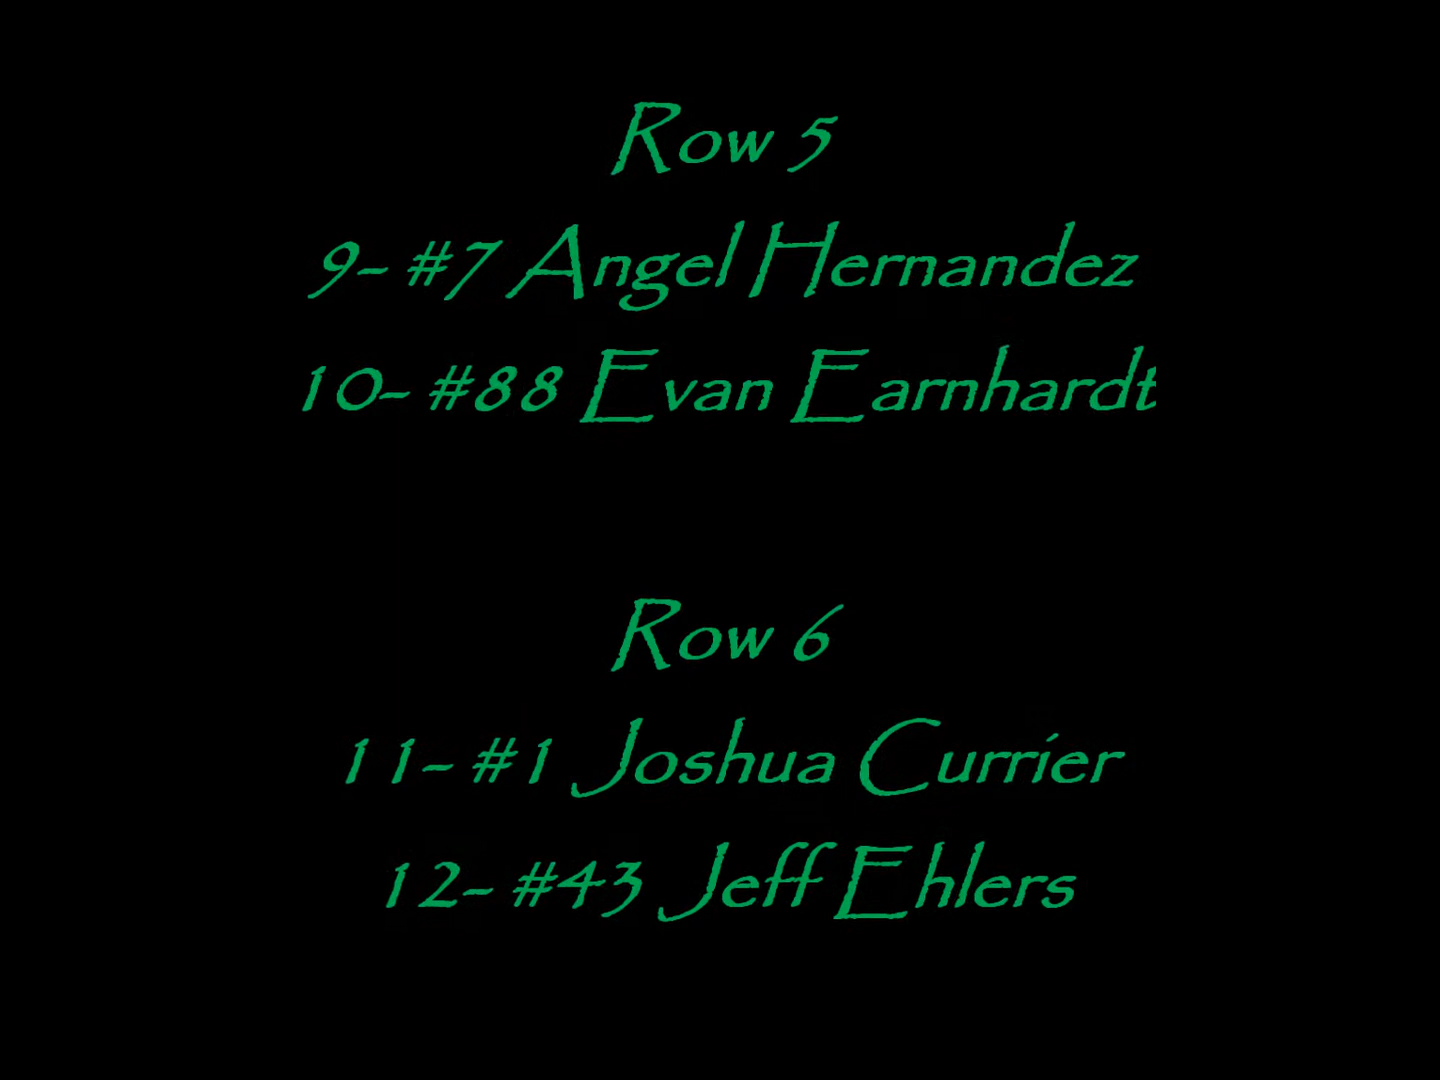 Row 5
9- #7 Angel Hernandez
10- #88 Evan Earnhardt
Row 6
11- #1 Joshua Currier
12- #43 Jeff Ehlers